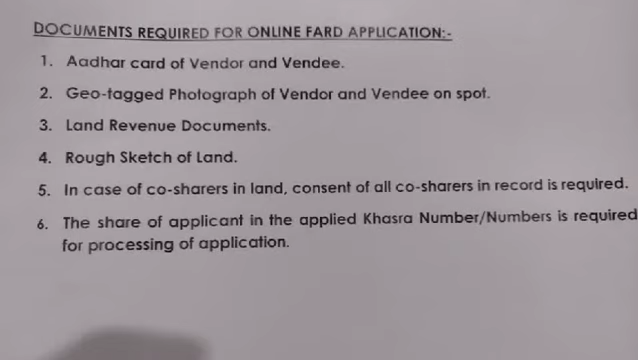 DOCUMENTS REQUIRED FOR ONLINE FARD APPLICATION:-
1. Aadhar card of Vendor and Vendee.
2. Geo-tagged Photograph of Vendor and Vendee on spot.
3. Land Revenue Documents.
4. Rough Sketch of Land.
5. In case of co-sharers in land, consent of all co-sharers in record is required.
6. The share of applicant in the applied Khasra Number/Numbers is required
for processing of application.